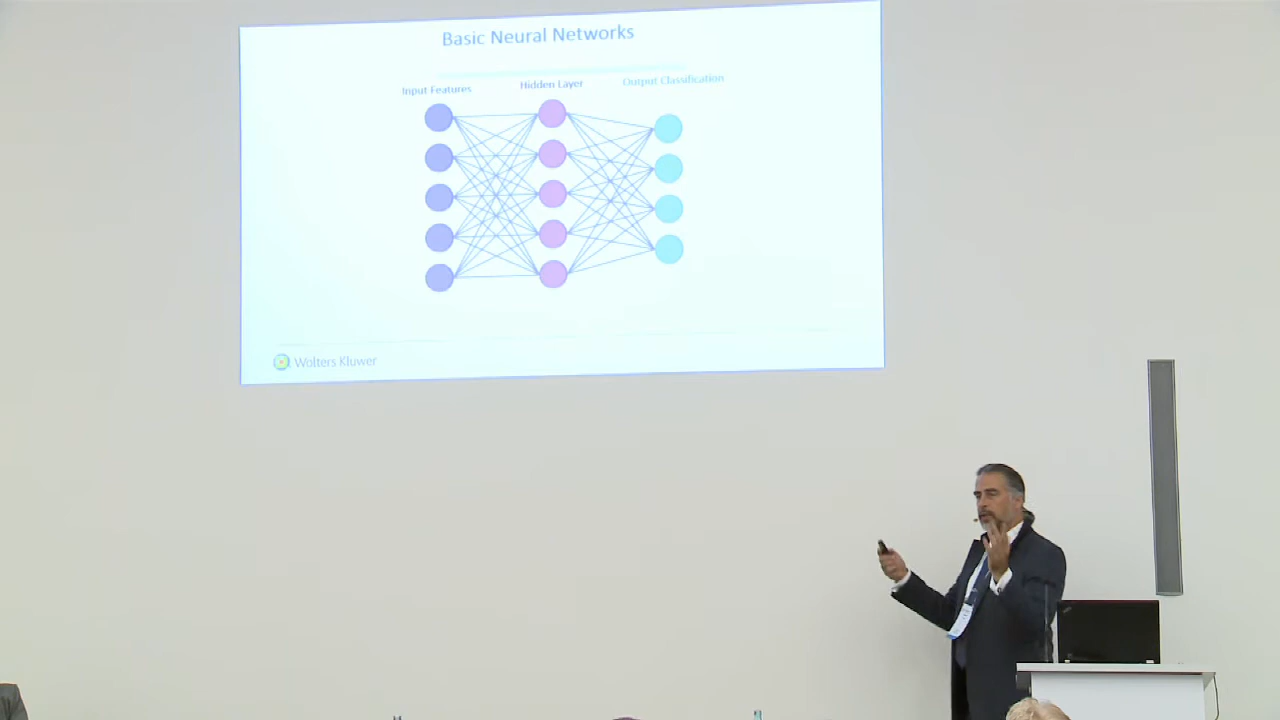 Basic Neural Networks
Input Features
Hidden Layer
Output Classification
Wolters Kluwer